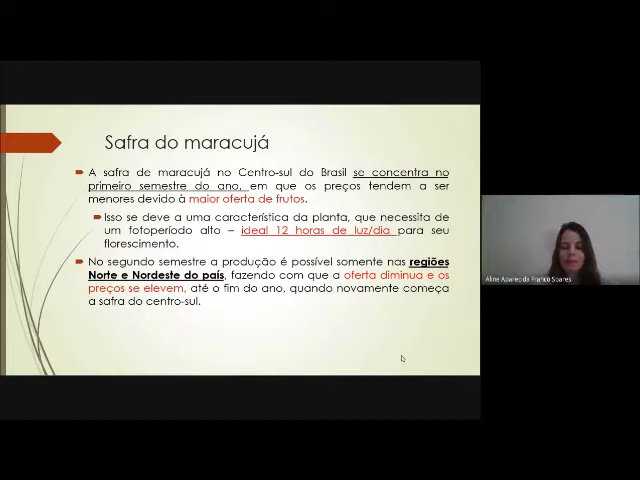 Safra do maracujá
A safra de maracujá no Centro-sul do Brasil se concentra no
primeiro semestre do ano, em que os preços tendem a ser
menores devido à maior oferta de frutos.
Isso se deve a uma característica da planta, que necessita de
um fotoperíodo alto – ideal 12 horas de luz/dia para seu
florescimento.
No segundo semestre a produção é possível somente nas regiões
Norte e Nordeste do país, fazendo com que a oferta diminua e os
preços se elevem, até o fim do ano, quando novamente começa
a safra do centro-sul.
Aline Aparecida Franco Soares